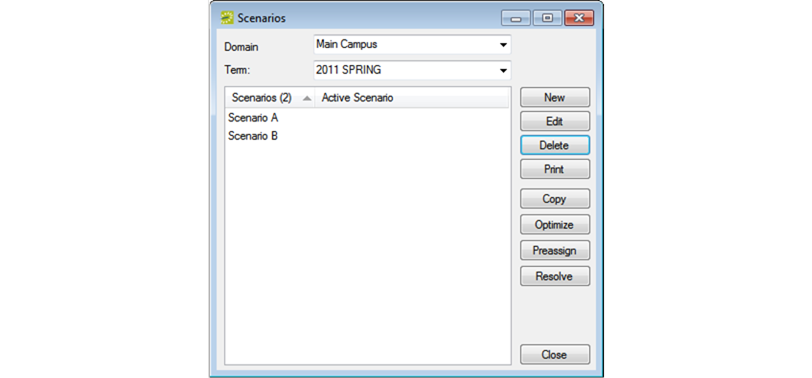 Scenarios
Domain Main Campus
Term: 2011 SPRING
Scenarios (2) Active Scenario
Scenario A
Scenario B
New
Edit
Delete
Print
Copy
Optimize
Preassign
Resolve
Close